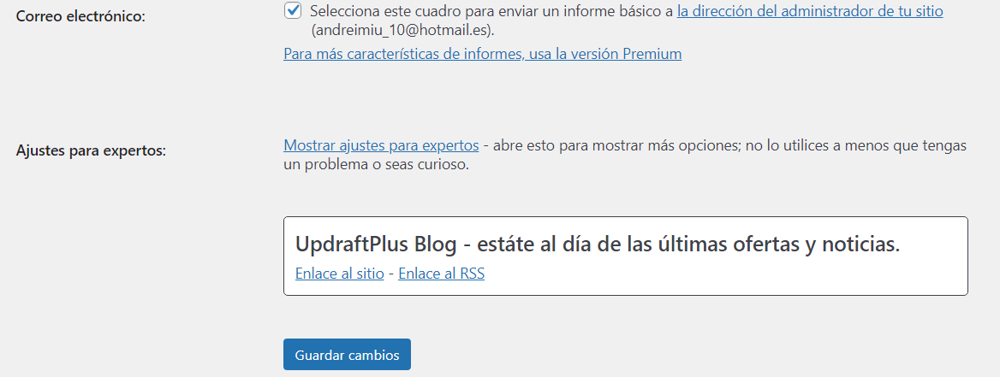 Correo electrónico:
Selecciona este cuadro para enviar un informe básico a la dirección del administrador de tu sitio
(andreimiu_10@hotmail.es).
Para más características de informes, usa la versión Premium
Ajustes para expertos:
Mostrar ajustes para expertos - abre esto para mostrar más opciones; no lo utilices a menos que tengas
un problema o seas curioso.
UpdraftPlus Blog - estáte al día de las últimas ofertas y noticias.
Enlace al sitio - Enlace al RSS
Guardar cambios